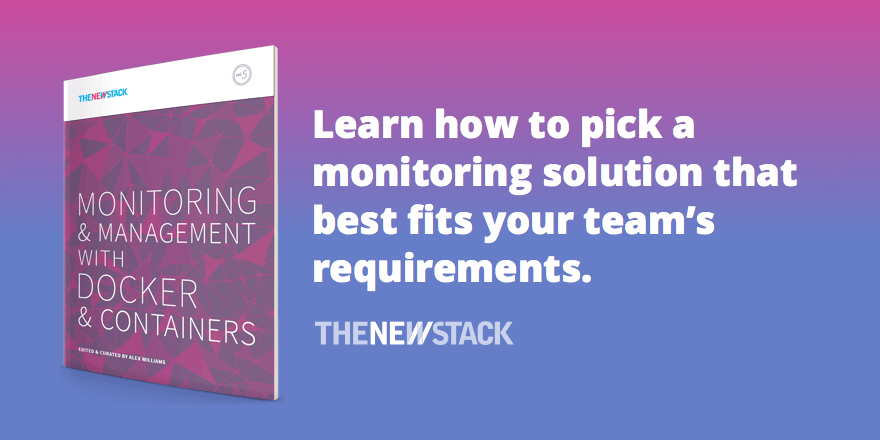 THENEWSTACK
MONITORING
& MANAGEMENT
WITH
DOCKER
& CONTAINERS
EDITED & CURATED BY ALEX WILLIAMS
Learn how to pick a
monitoring solution that
best fits your team’s
requirements.
THENEWSTACK